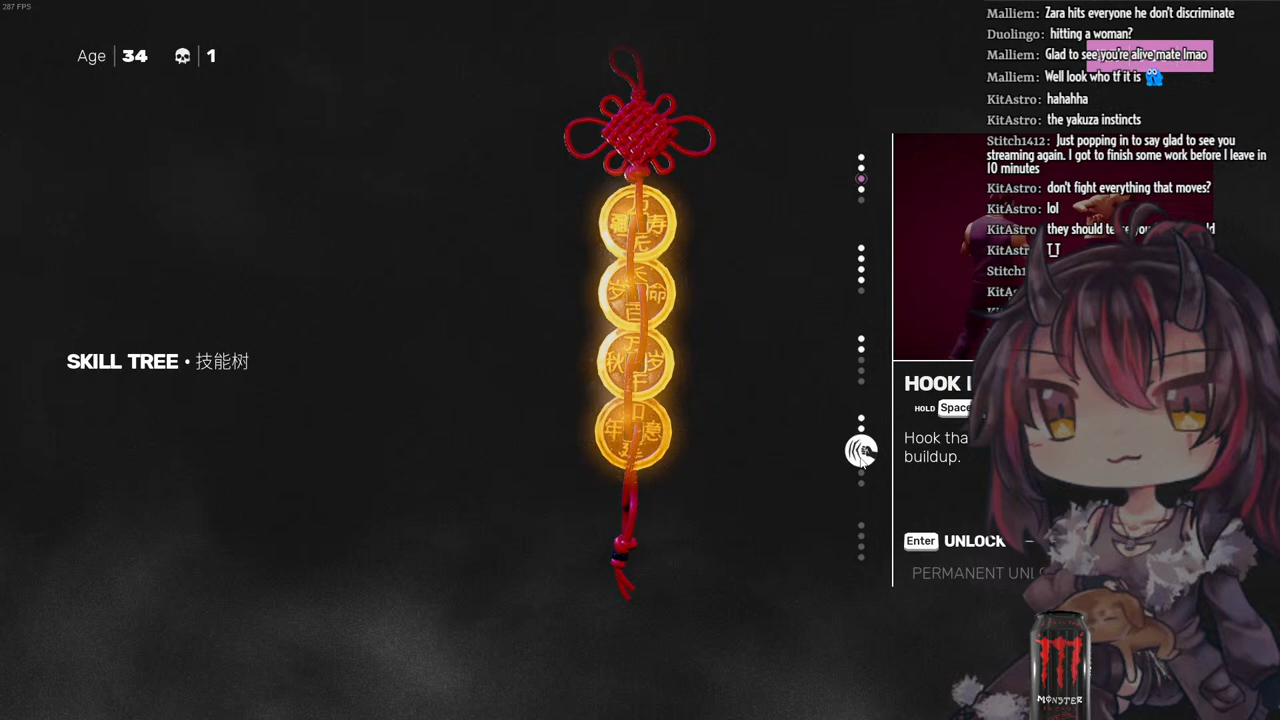 287 FPS
Age 34 1
SKILL TREE • 技能树
Malliem: Zara hits everyone he don't discriminate
Duolingo: hitting a woman?
Malliem: Glad to see you're alive mate lmao
Malliem: Well look who tf it is
KitAstro: hahahha
KitAstro: the yakuza instincts
Stitch1412: Just popping in to say glad to see you
streaming again. I got to finish some work before I leave in
10 minutes
KitAstro: don't fight everything that moves?
KitAstro: lol
KitAstro: they should
KitAstr
Stitch1
KitAs
HOOK
HOLD Space
Hook tha
buildup.
Enter UNLOCK –
PERMANENT UNL
MONSTER